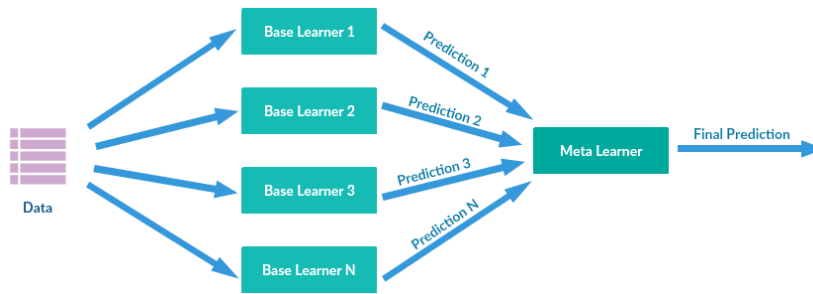 Base Learner 1
Prediction 1
Base Learner 2
Prediction 2
Data
Meta Learner
Final Prediction
Base Learner 3
Prediction 3
Base Learner N
Prediction N